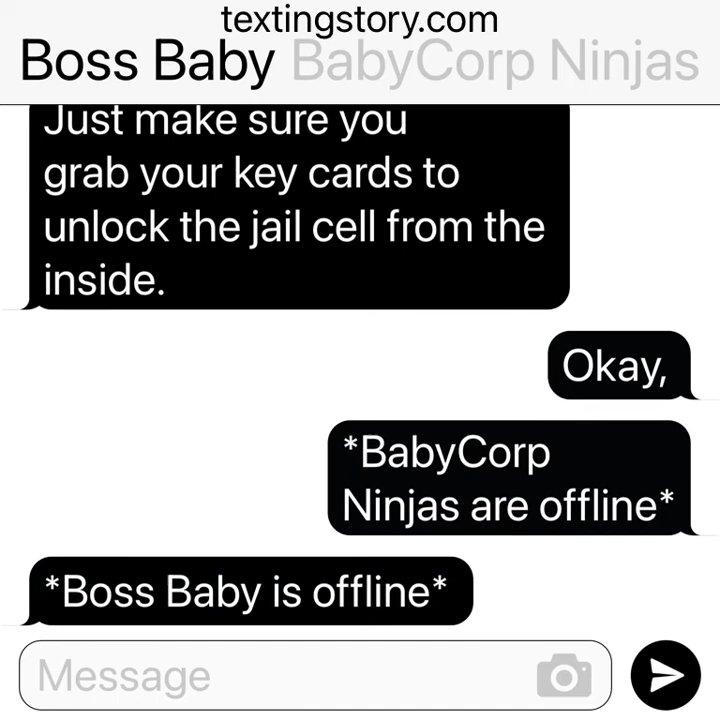 textingstory.com
Boss Baby BabyCorp Ninjas
Just make sure you
grab your key cards to
unlock the jail cell from the
inside.
Okay,
*BabyCorp
Ninjas are offline*
*Boss Baby is offline*
Message